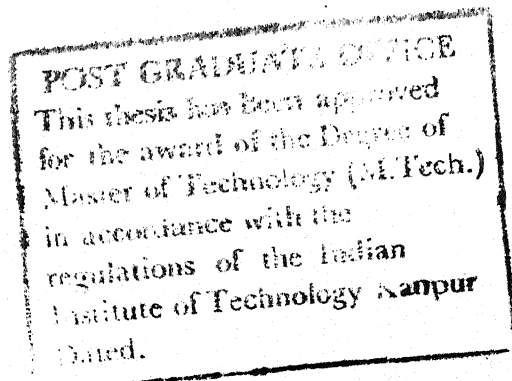 POST GRADUATE OFFICE
This thesis has been approved
for the award of the Degree of
Master of Technology (M.Tech.)
in accordance with the
regulations of the Indian
Institute of Technology Kanpur
Dated.